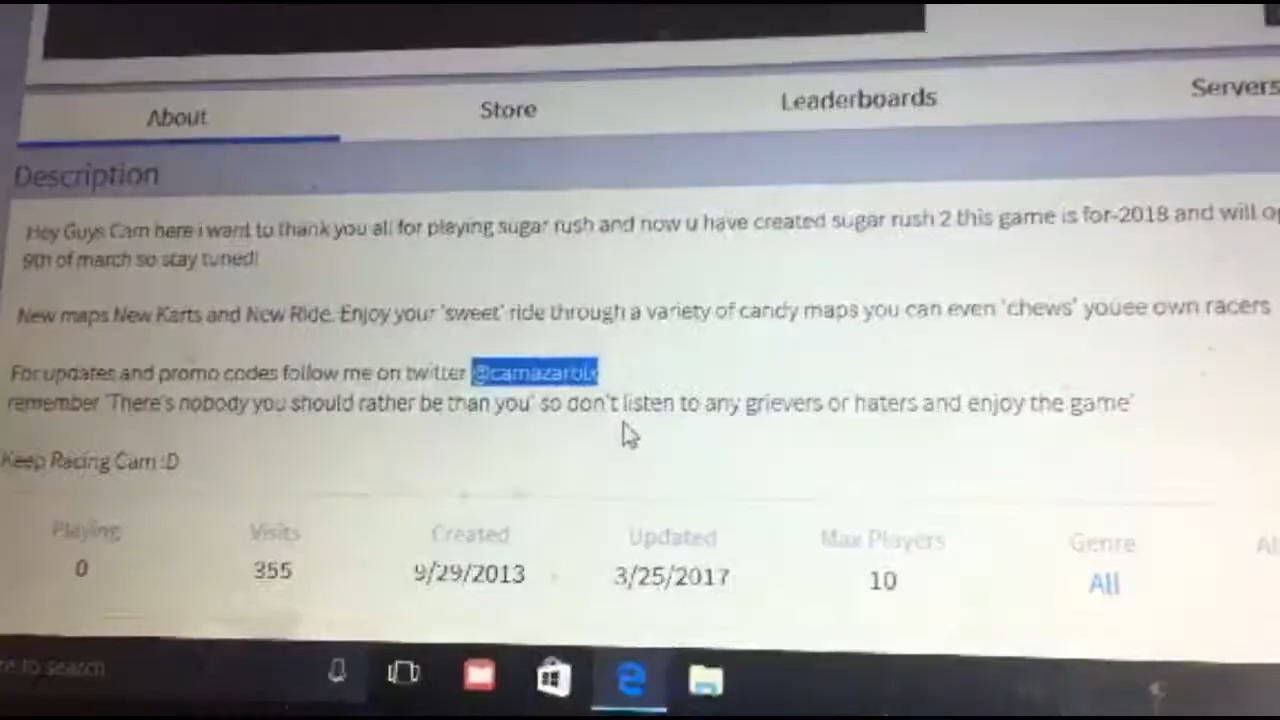 About Store Leaderboards Servers
Description
Hey Guys Cam here i want to thank you all for playing sugar rush and now u have created sugar rush 2 this game is for-2018 and will
9th of march so stay tuned!
New maps New Karts and New Ride. Enjoy your 'sweet' ride through a variety of candy maps you can even 'chews' youee own racers
For updates and promo codes follow me on twitter
remember 'There's nobody you should rather be than you' so don't listen to any grievers or haters and enjoy the game'
Keep Racing Cam :D
Playing Visits Created Updated Max Players Genre
0 355 9/29/2013 3/25/2017 10 All
to search